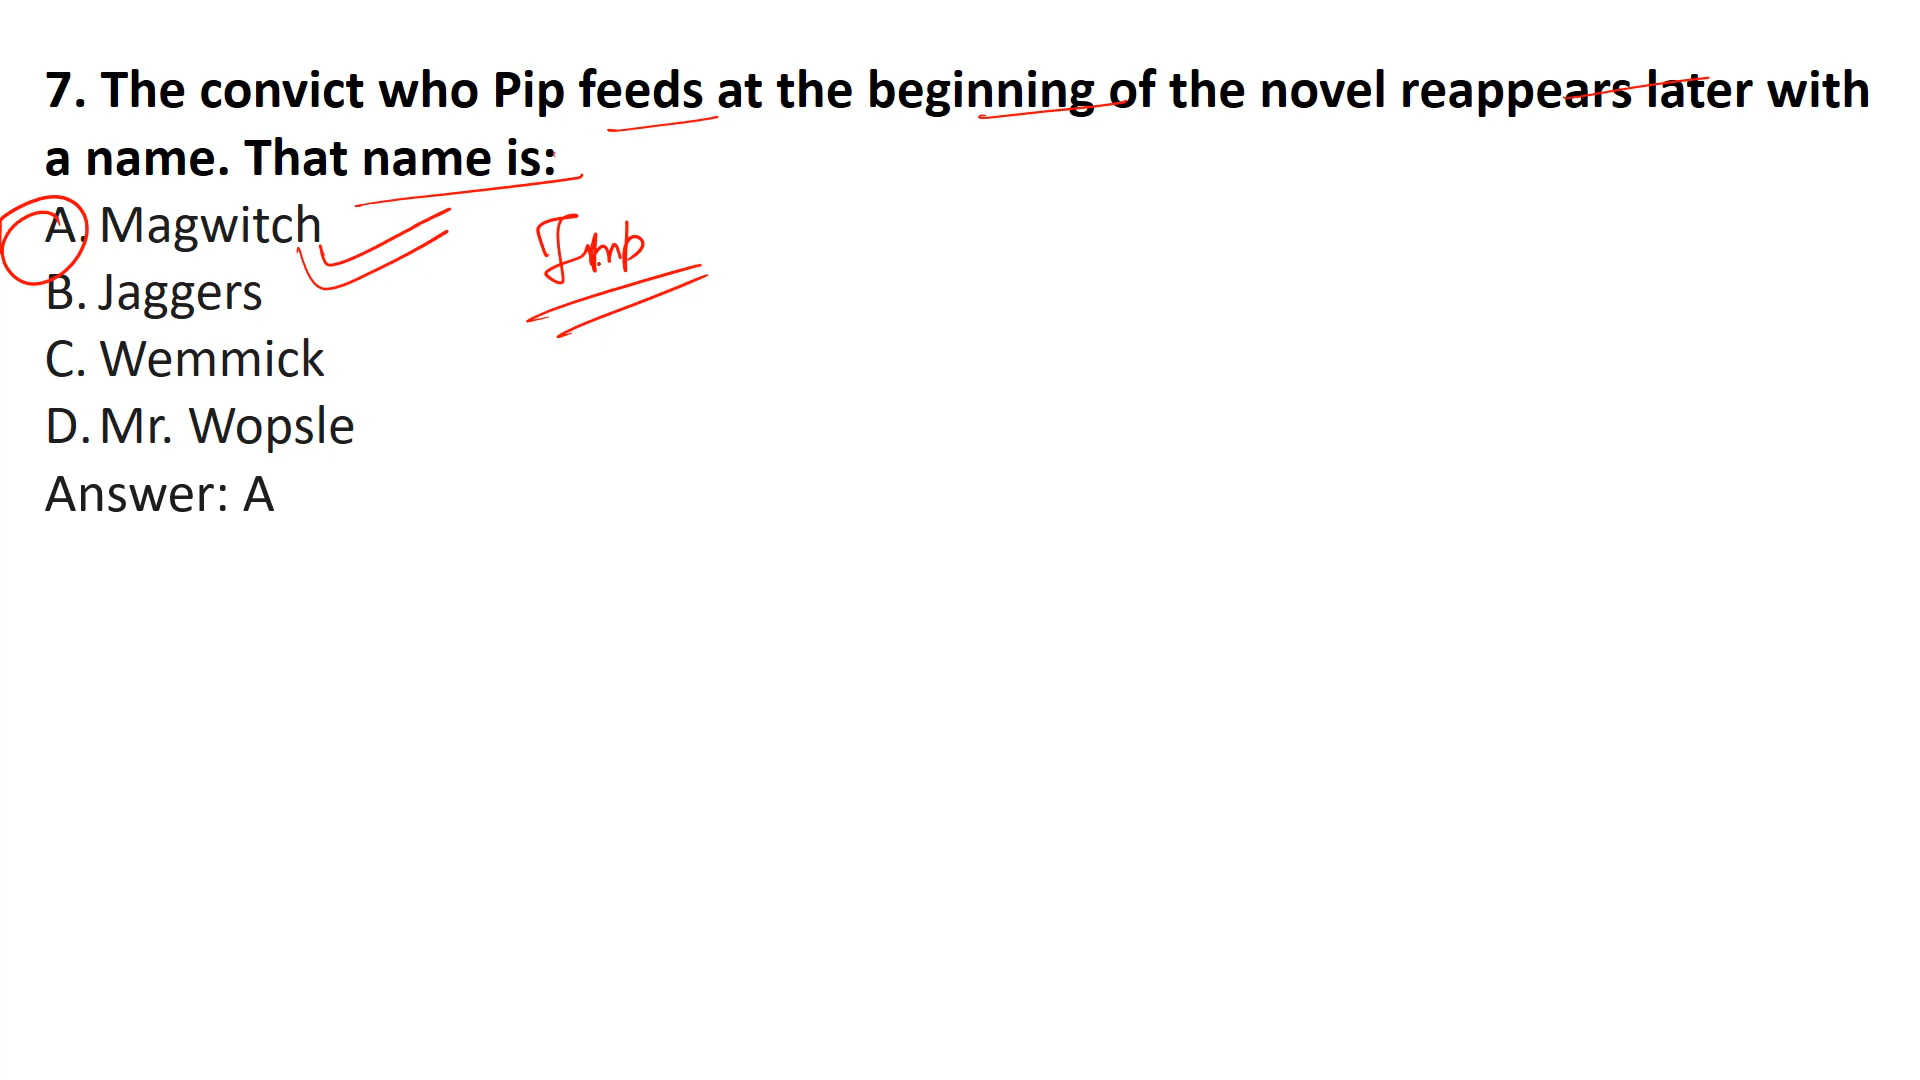 7. The convict who Pip feeds at the beginning of the novel reappears later with
a name. That name is:
A. Magwitch
Imp
B. Jaggers
C. Wemmick
D. Mr. Wopsle
Answer: A